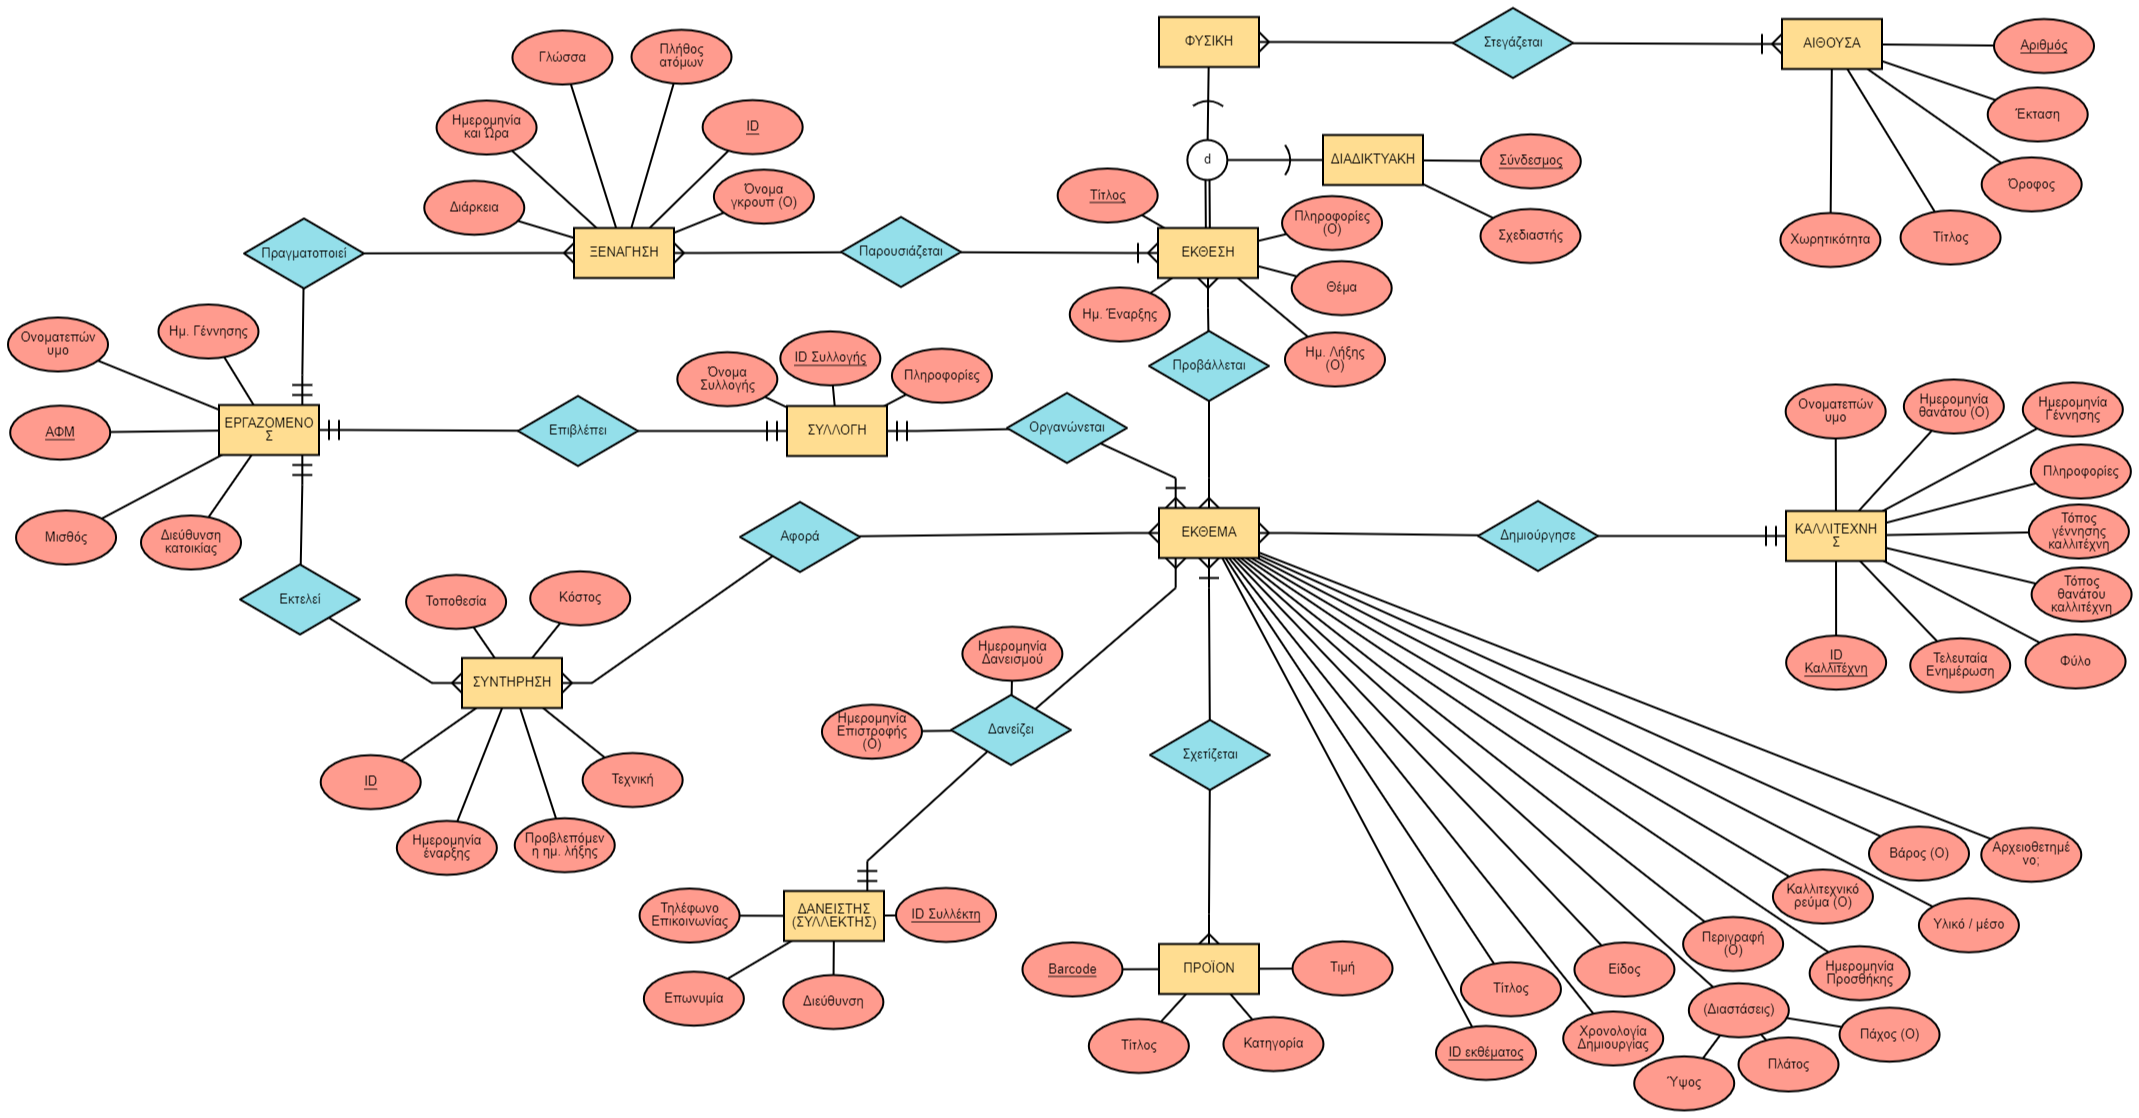 ΦΥΣΙΚΗ
Στεγάζεται
ΑΙΘΟΥΣΑ
Αριθμός
Γλώσσα
Πλήθος
ατόμων
Ημερομηνία
και Ώρα
ID
Έκταση
d
ΔΙΑΔΙΚΤΥΑΚΗ
Σύνδεσμος
Διάρκεια
Όνομα
γκρουπ (Ο)
Τίτλος
Πληροφορίες
(Ο)
Σχεδιαστής
Όροφος
Χωρητικότητα
Τίτλος
Πραγματοποιεί
ΞΕΝΑΓΗΣΗ
Παρουσιάζεται
ΕΚΘΕΣΗ
Θέμα
Ημ. Έναρξης
Ημ. Λήξης
(Ο)
Ονοματεπών
υμο
Ημ. Γέννησης
Όνομα
Συλλογής
ID Συλλογής
Πληροφορίες
Προβάλλεται
ΑΦΜ
ΕΡΓΑΖΟΜΕΝΟ
Σ
Επιβλέπει
ΣΥΛΛΟΓΗ
Οργανώνεται
Ονοματεπών
υμο
Ημερομηνία
θανάτου (Ο)
Ημερομηνία
Γέννησης
Πληροφορίες
Μισθός
Διεύθυνση
κατοικίας
Αφορά
ΕΚΘΕΜΑ
Δημιούργησε
ΚΑΛΛΙΤΕΧΝΗ
Σ
Τόπος
γέννησης
καλλιτέχνη
Τόπος
θανάτου
καλλιτέχνη
Εκτελεί
Τοποθεσία
Κόστος
ID
Καλλιτέχνη
Τελευταία
Ενημέρωση
Φύλο
ΣΥΝΤΗΡΗΣΗ
Ημερομηνία
Δανεισμού
Ημερομηνία
Επιστροφής
(Ο)
Δανείζει
Σχετίζεται
ID
Τεχνική
Ημερομηνία
έναρξης
Προβλεπόμεν
η ημ. λήξης
Βάρος (Ο)
Αρχειοθετημέ
νο;
Καλλιτεχνικό
ρεύμα (Ο)
Υλικό / μέσο
Τηλέφωνο
Επικοινωνίας
ΔΑΝΕΙΣΤΗΣ
(ΣΥΛΛΕΚΤΗΣ)
ID Συλλέκτη
Επωνυμία
Διεύθυνση
Barcode
ΠΡΟΪΟΝ
Τιμή
Τίτλος
Κατηγορία
Τίτλος
Είδος
Περιγραφή
(Ο)
Ημερομηνία
Προσθήκης
ID εκθέματος
Χρονολογία
Δημιουργίας
(Διαστάσεις)
Πάχος (Ο)
Ύψος
Πλάτος